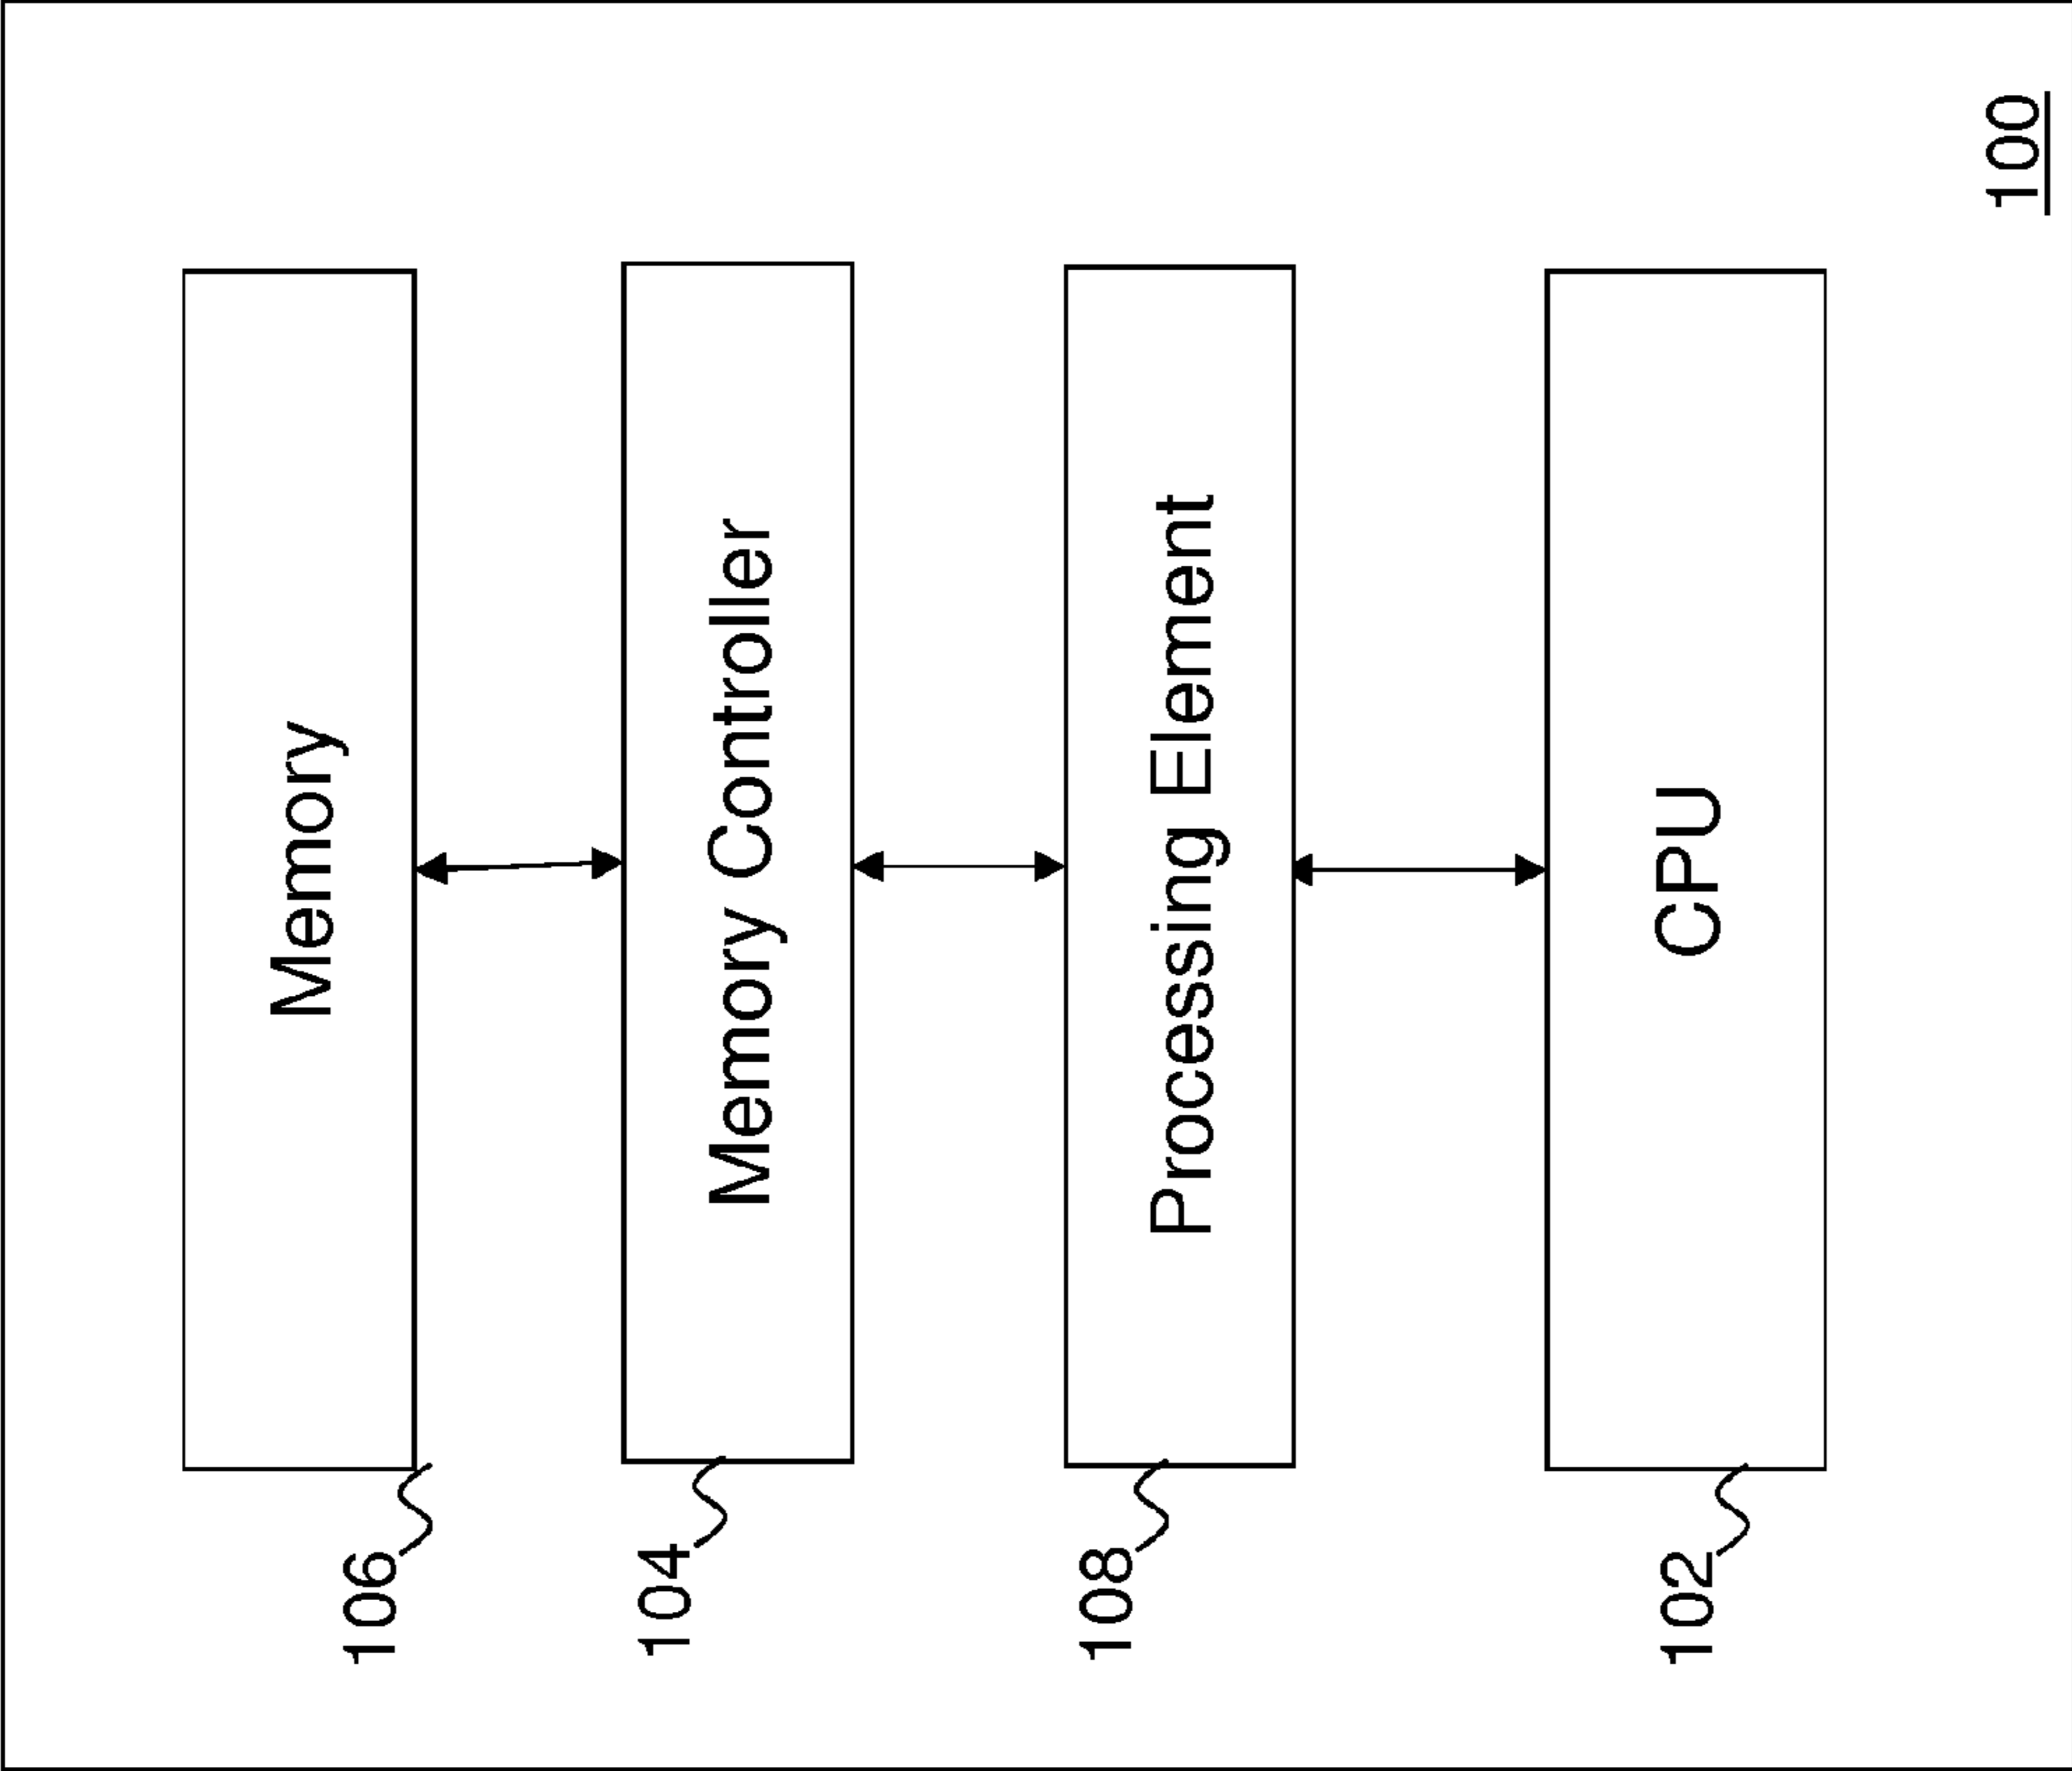 106
Memory
104
Memory Controller
108
Processing Element
102
CPU
100